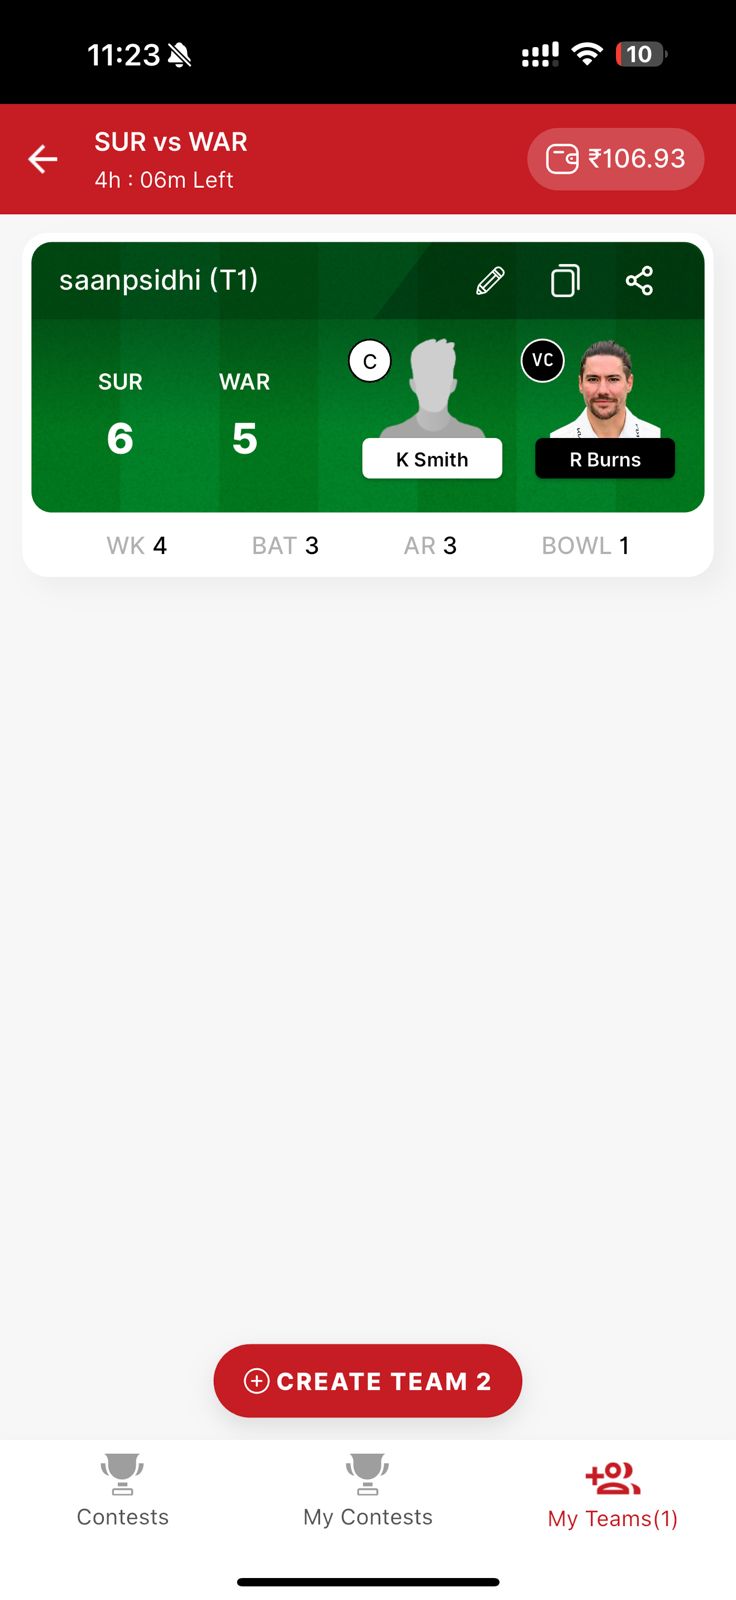 11:23
10
SUR vs WAR
4h : 06m Left
₹106.93
saanpsidhi (T1)
SUR
6
WAR
5
C
K Smith
VC
R Burns
WK 4
BAT 3
AR 3
BOWL 1
CREATE TEAM 2
Contests
My Contests
My Teams(1)